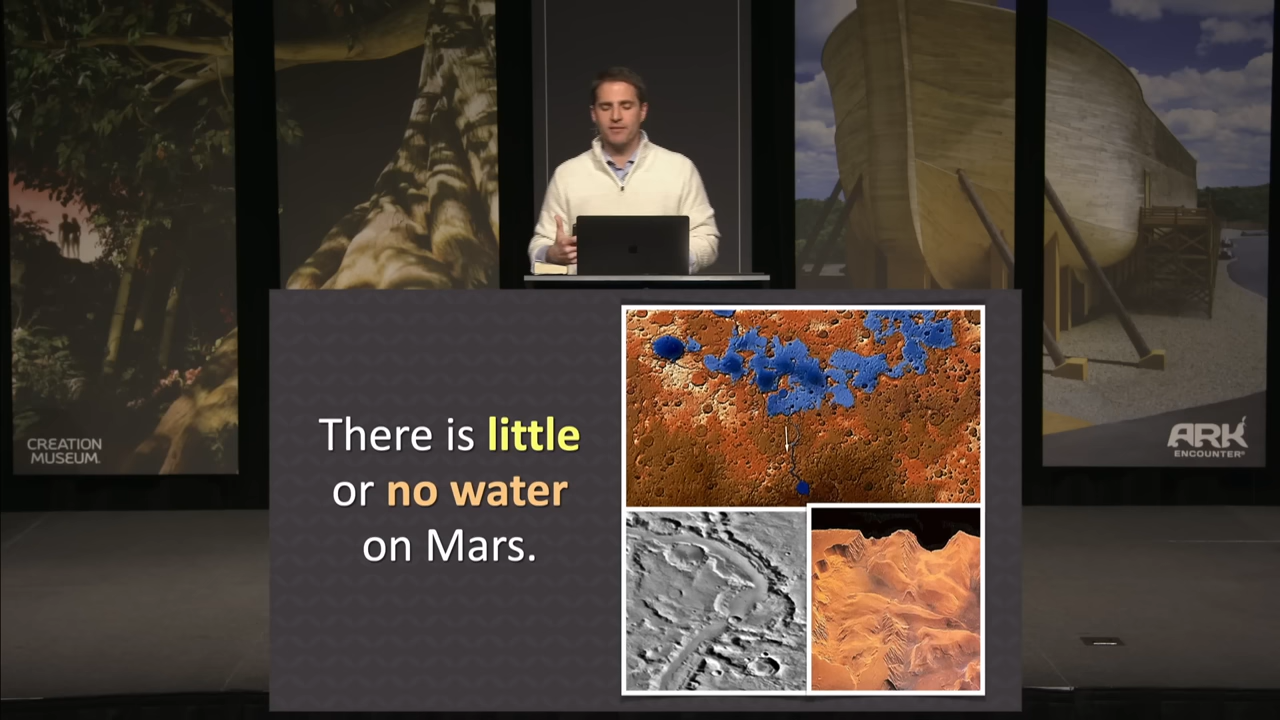 CREATION
MUSEUM
There is little
or no water
on Mars.
ARK
ENCOUNTER